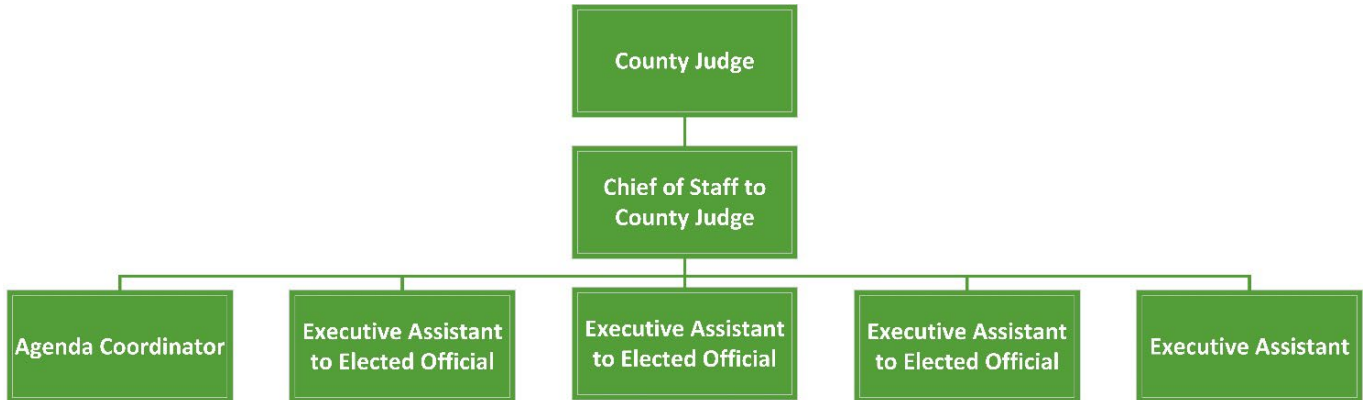 County Judge
Chief of Staff to
County Judge
Agenda Coordinator
Executive Assistant
to Elected Official
Executive Assistant
to Elected Official
Executive Assistant
to Elected Official
Executive Assistant